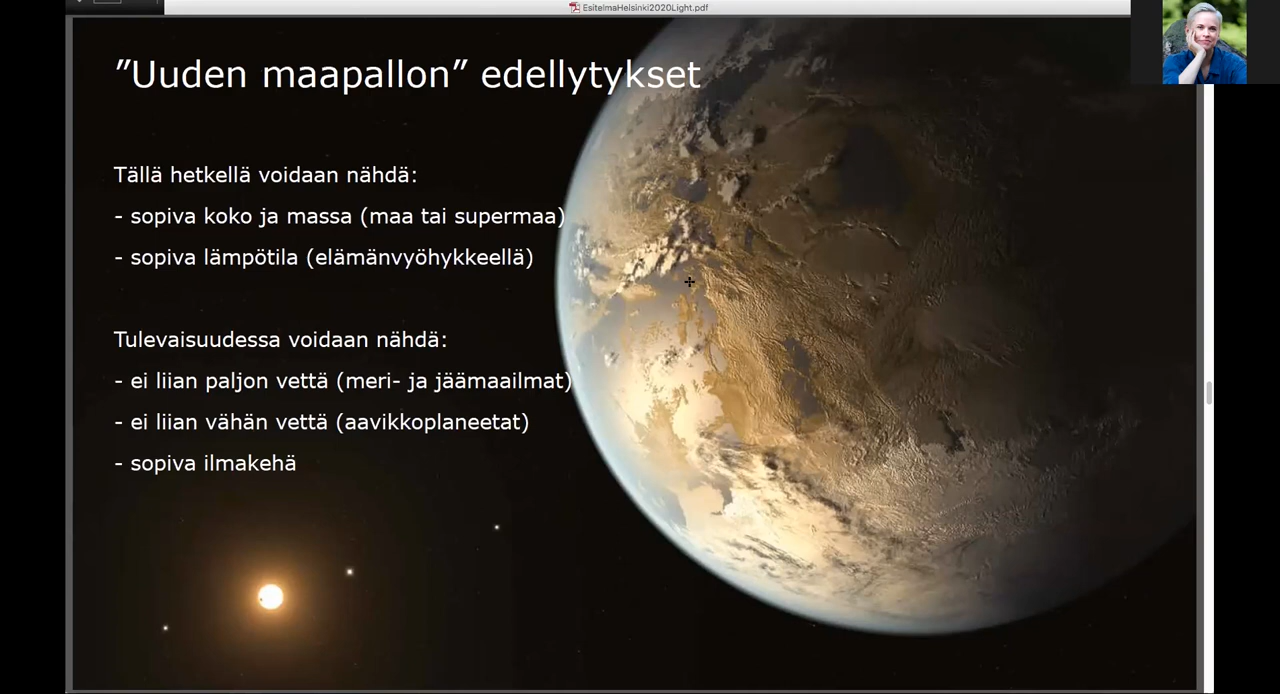 EsitelmaHelsinki2020Light.pdf
”Uuden maapallon” edellytykset
Tällä hetkellä voidaan nähdä:
- sopiva koko ja massa (maa tai supermaa)
- sopiva lämpötila (elämänvyöhykkeellä)
Tulevaisuudessa voidaan nähdä:
- ei liian paljon vettä (meri- ja jäämaailmat)
- ei liian vähän vettä (aavikkoplaneetat)
- sopiva ilmakehä